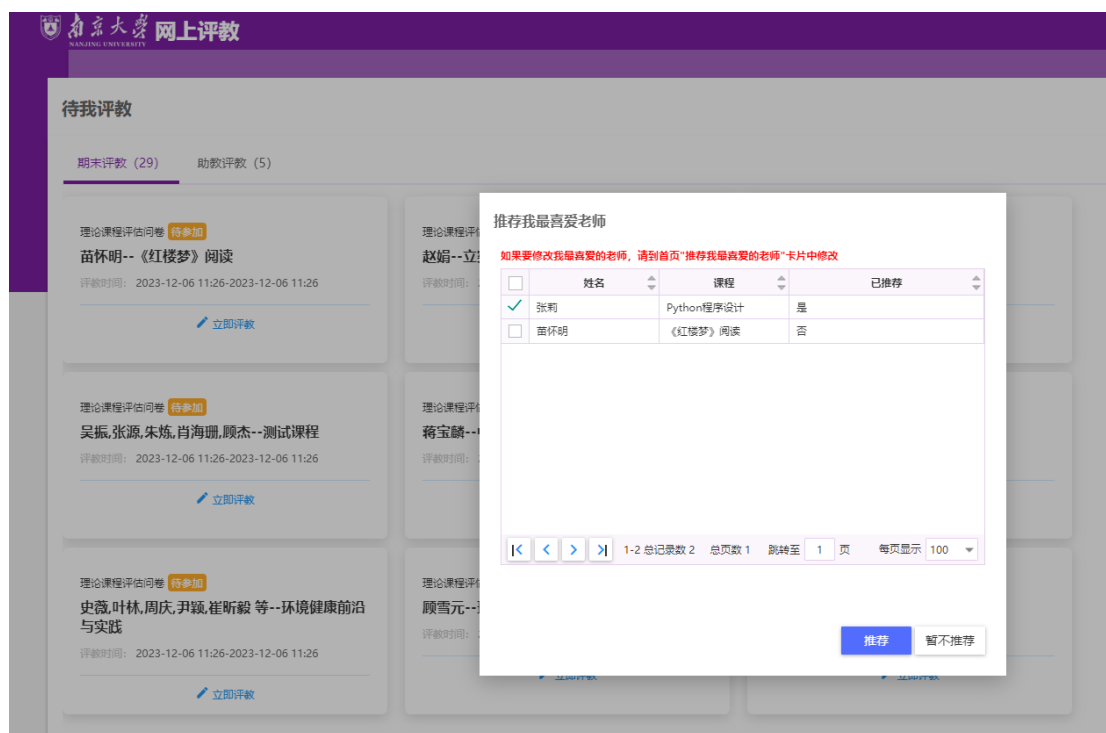 南京大学 网上评教
NANJING UNIVERSITY
待我评教
期末评教（29） 助教评教（5）
理论课程评估问卷 待参加
苗怀明--《红楼梦》阅读
评教时间： 2023-12-06 11:26-2023-12-06 11:26
立即评教
理论课程评
赵娟--立
评教时间：
吴振,张源,朱炼,肖海珊,顾杰--测试课程
理论课程评估问卷 待参加
评教时间： 2023-12-06 11:26-2023-12-06 11:26
立即评教
理论课程评
蒋宝麟--
评教时间：
理论课程评估问卷 待参加
史薇,叶林,周庆,尹颖,崔昕毅 等--环境健康前沿
与实践
评教时间： 2023-12-06 11:26-2023-12-06 11:26
立即评教
理论课程评
顾雪元--
评教时间：
立即评教
立即评教
推荐我最喜爱老师
如果要修改我最喜爱的老师，请到首页"推荐我最喜爱的老师"卡片中修改
姓名 课程 已推荐
张莉 Python程序设计 是
苗怀明 《红楼梦》阅读 否
1-2 总记录数 2 总页数 1 跳转至 1 页 每页显示 100
推荐 暂不推荐